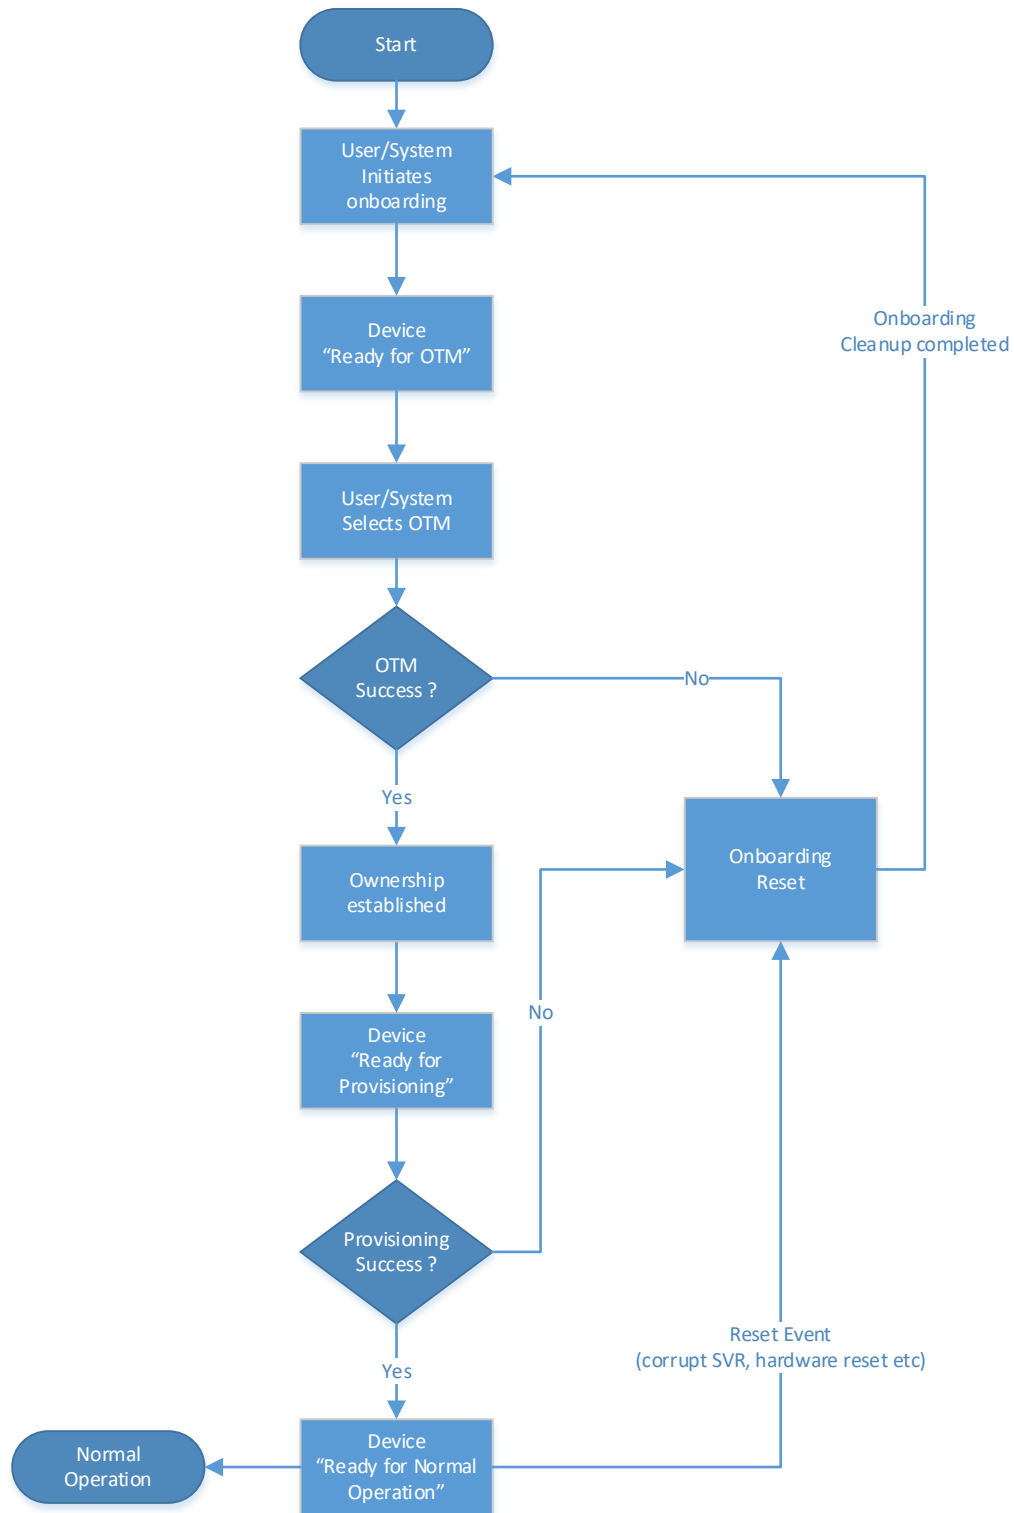 Start
User/System
Initiates
onboarding
Device
“Ready for OTM”
Onboarding
Cleanup completed
User/System
Selects OTM
OTM
Success ?
No
Yes
Onboarding
Reset
Ownership
established
No
Device
“Ready for
Provisioning”
Provisioning
Success ?
Reset Event
(corrupt SVR, hardware reset etc)
Yes
Normal
Operation
Device
“Ready for Normal
Operation”